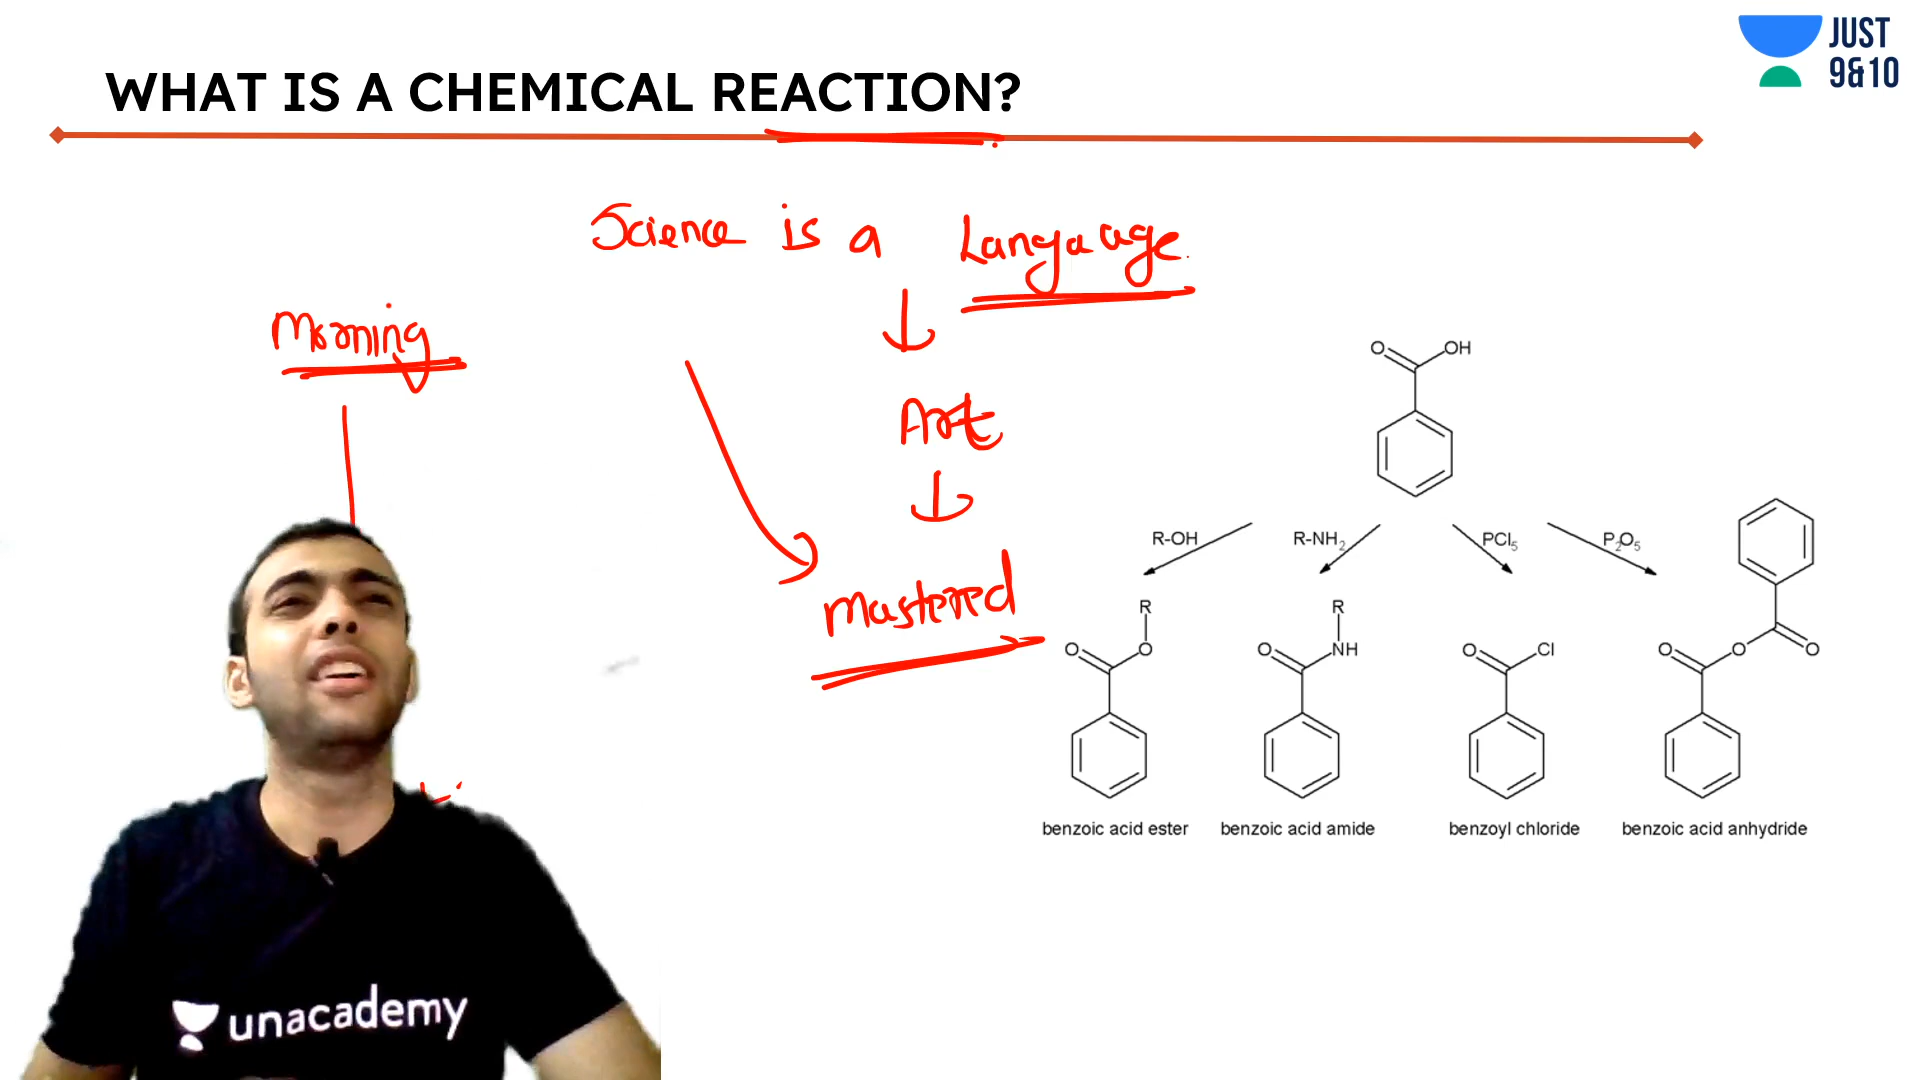 WHAT IS A CHEMICAL REACTION?
JUST
9&10
Science is a Langauage.
Morning
Art
Mastered
O OH
R-OH R-NH2 PCl5 P2O5
R R
O O O NH O Cl O O O
benzoic acid ester benzoic acid amide benzoyl chloride benzoic acid anhydride
unacademy